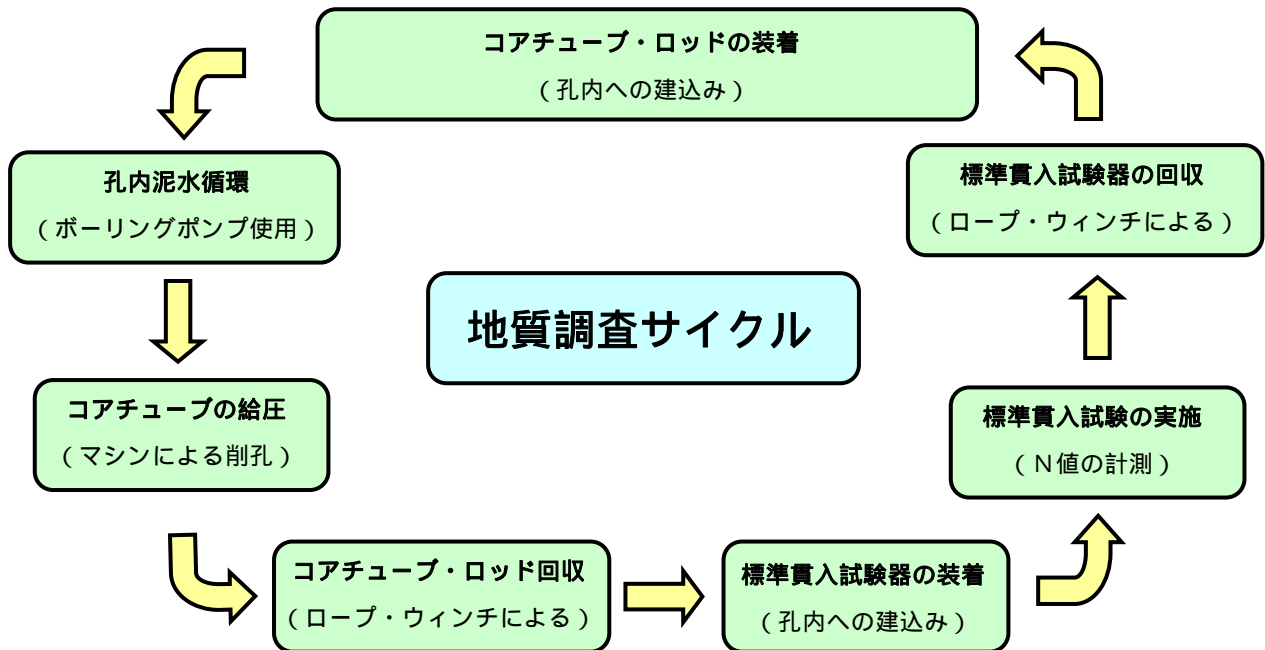 コアチューブ・ロッドの装着
（孔内への建込み）
孔内泥水循環
（ボーリングポンプ使用）
標準貫入試験器の回収
（ロープ・ウィンチによる）
地質調査サイクル
コアチューブの給圧
（マシンによる削孔）
標準貫入試験の実施
（Ｎ値の計測）
コアチューブ・ロッド回収
（ロープ・ウィンチによる）
標準貫入試験器の装着
（孔内への建込み）